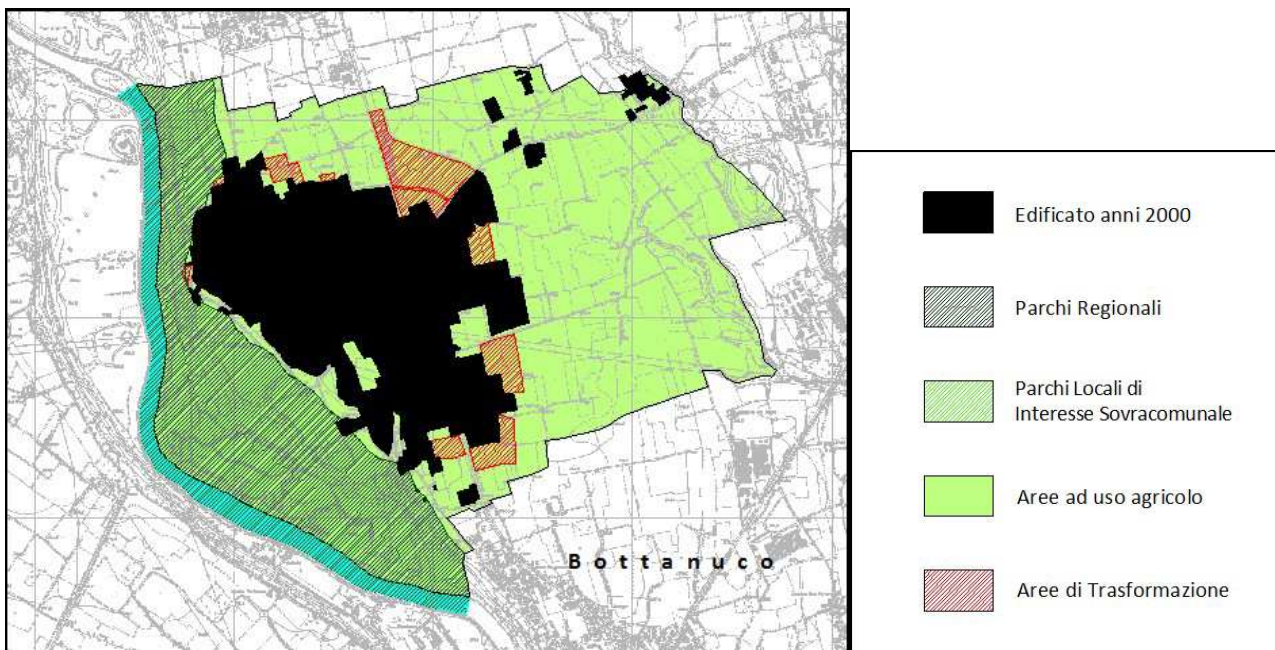 Bottanuco
Edificato anni 2000
Parchi Regionali
Parchi Locali di
Interesse Sovracomunale
Aree ad uso agricolo
Aree di Trasformazione